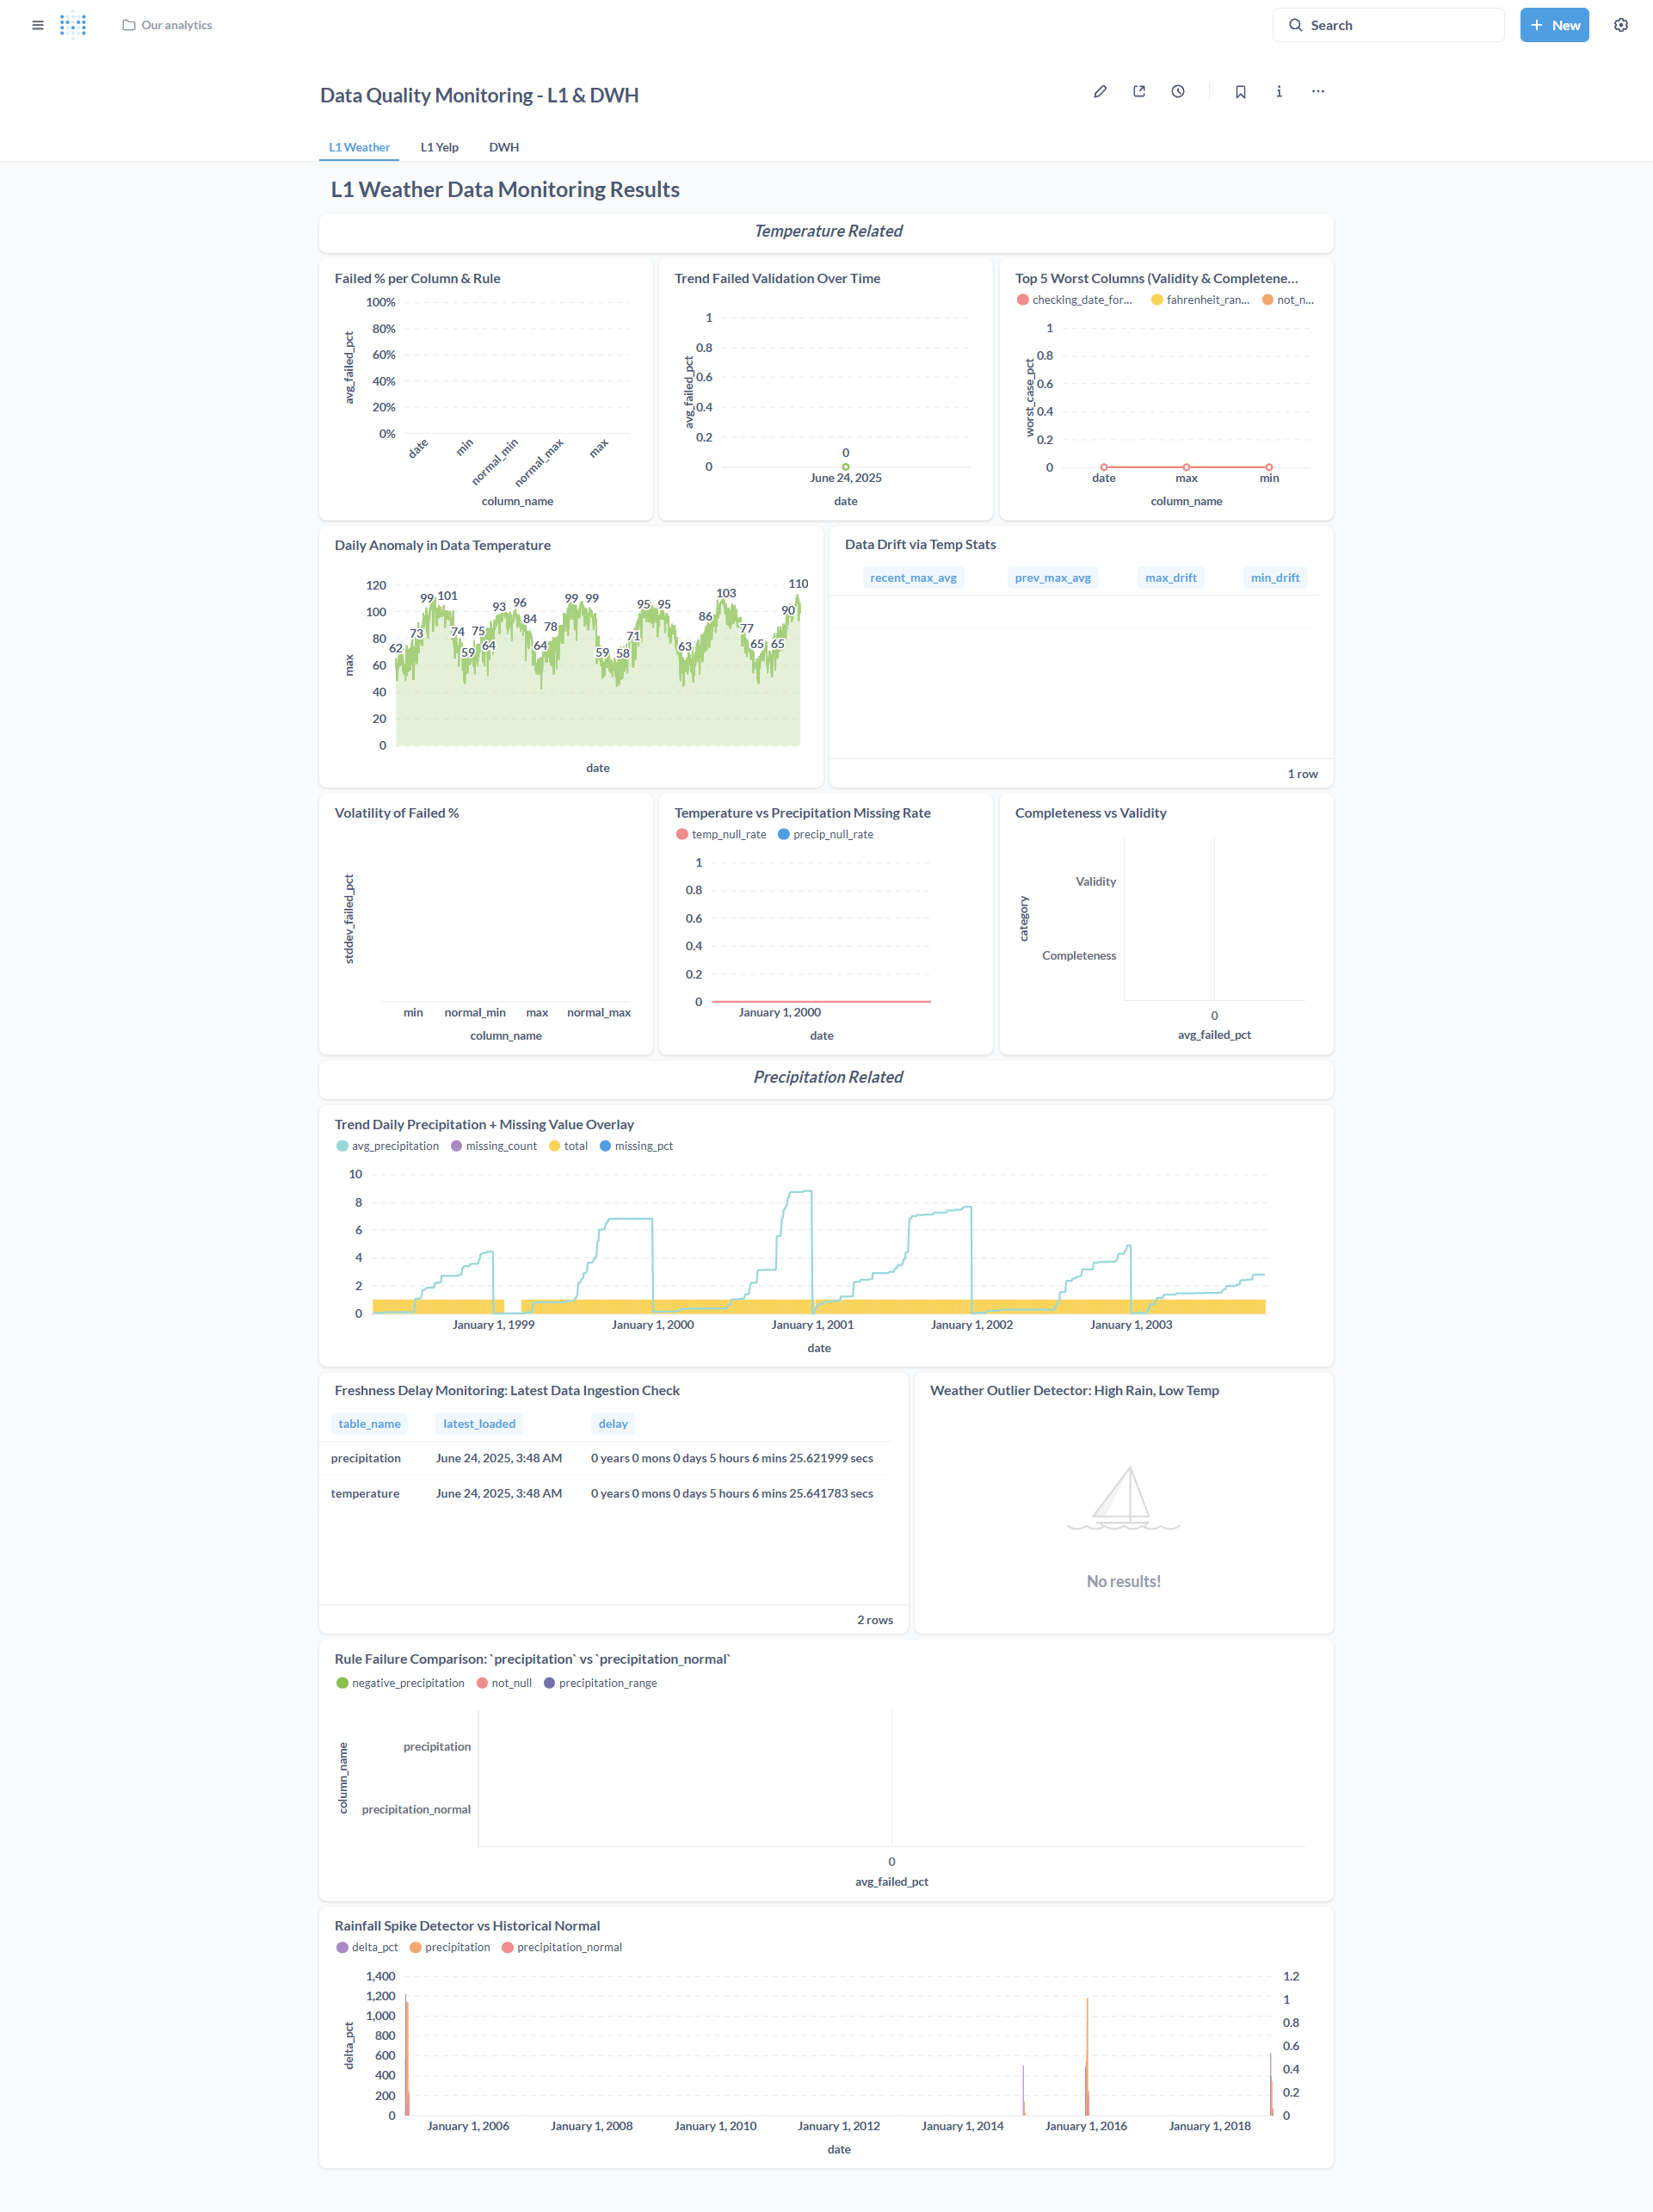 Our analytics
Search
New
Data Quality Monitoring - L1 & DWH
L1 Weather
L1 Yelp
DWH
L1 Weather Data Monitoring Results
Temperature Related
Failed % per Column & Rule
100%
80%
60%
40%
20%
0%
avg_failed_pct
date
min
normal_min
normal_max
max
column_name
Trend Failed Validation Over Time
1
0.8
0.6
0.4
0.2
0
avg_failed_pct
0
June 24, 2025
date
Top 5 Worst Columns (Validity & Completene...
checking_date_for...
fahrenheit_ran...
not_n...
1
0.8
0.6
0.4
0.2
0
worst_case_pct
date
max
min
column_name
Daily Anomaly in Data Temperature
120
100
80
60
40
20
0
max
62
73
99
101
74
59
75
64
93
96
84
64
78
99
99
59
58
71
95
95
63
86
103
77
65
65
90
110
date
Data Drift via Temp Stats
recent_max_avg
prev_max_avg
max_drift
min_drift
1 row
Volatility of Failed %
stddev_failed_pct
min
normal_min
max
normal_max
column_name
Temperature vs Precipitation Missing Rate
temp_null_rate
precip_null_rate
1
0.8
0.6
0.4
0.2
0
January 1, 2000
date
Completeness vs Validity
category
Validity
Completeness
0
avg_failed_pct
Precipitation Related
Trend Daily Precipitation + Missing Value Overlay
avg_precipitation
missing_count
total
missing_pct
10
8
6
4
2
0
January 1, 1999
January 1, 2000
January 1, 2001
January 1, 2002
January 1, 2003
date
Freshness Delay Monitoring: Latest Data Ingestion Check
table_name
latest_loaded
delay
precipitation
June 24, 2025, 3:48 AM
0 years 0 mons 0 days 5 hours 6 mins 25.621999 secs
temperature
June 24, 2025, 3:48 AM
0 years 0 mons 0 days 5 hours 6 mins 25.641783 secs
2 rows
Weather Outlier Detector: High Rain, Low Temp
No results!
Rule Failure Comparison: `precipitation` vs `precipitation_normal`
negative_precipitation
not_null
precipitation_range
column_name
precipitation
precipitation_normal
0
avg_failed_pct
Rainfall Spike Detector vs Historical Normal
delta_pct
precipitation
precipitation_normal
1,400
1,200
1,000
800
600
400
200
0
delta_pct
1.2
1
0.8
0.6
0.4
0.2
0
January 1, 2006
January 1, 2008
January 1, 2010
January 1, 2012
January 1, 2014
January 1, 2016
January 1, 2018
date